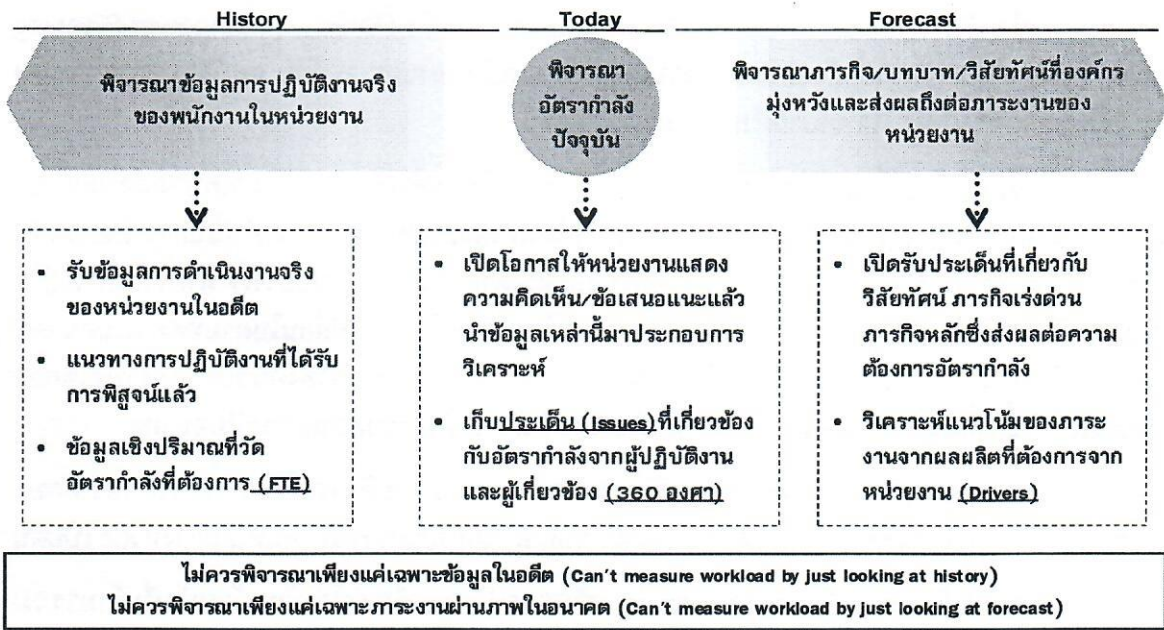 History
Today
Forecast
พิจารณาข้อมูลการปฏิบัติงานจริง
ของพนักงานในหน่วยงาน
พิจารณา
อัตรากำลัง
ปัจจุบัน
พิจารณาภารกิจ/บทบาท/วิสัยทัศน์ที่องค์กร
มุ่งหวังและส่งผลถึงต่อภาระงานของ
หน่วยงาน
• รับข้อมูลการดำเนินงานจริง
ของหน่วยงานในอดีต
• แนวทางการปฏิบัติงานที่ได้รับ
การพิสูจน์แล้ว
• ข้อมูลเชิงปริมาณที่วัด
อัตรากำลังที่ต้องการ (FTE)
• เปิดโอกาสให้หน่วยงานแสดง
ความคิดเห็น/ข้อเสนอแนะแล้ว
นำข้อมูลเหล่านี้มาประกอบการ
วิเคราะห์
• เก็บประเด็น (Issues)ที่เกี่ยวข้อง
กับอัตรากำลังจากผู้ปฏิบัติงาน
และผู้เกี่ยวข้อง (360 องศา)
• เปิดรับประเด็นที่เกี่ยวกับ
วิสัยทัศน์ ภารกิจเร่งด่วน
ภารกิจหลักซึ่งส่งผลต่อความ
ต้องการอัตรากำลัง
• วิเคราะห์แนวโน้มของภาระ
งานจากผลผลิตที่ต้องการจาก
หน่วยงาน (Drivers)
ไม่ควรพิจารณาเพียงแค่เฉพาะข้อมูลในอดีต (Can't measure workload by just looking at history)
ไม่ควรพิจารณาเพียงแค่เฉพาะภาระงานผ่านภาพในอนาคต (Can't measure workload by just looking at forecast)